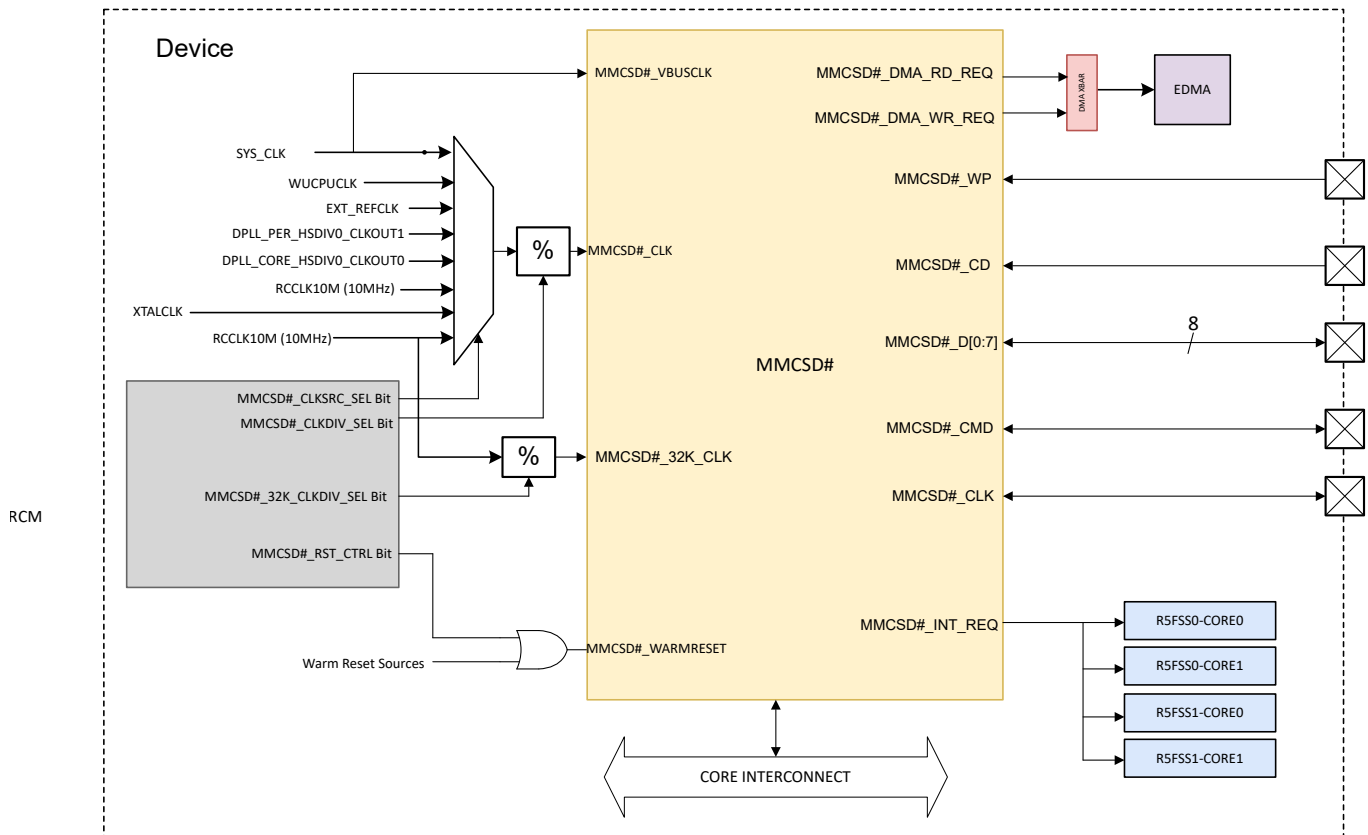 Device
MMCSD#_VBUSCLK
SYS_CLK
WUCPUCLK
EXT_REFCLK
DPLL_PER_HSDIV0_CLKOUT1
DPLL_CORE_HSDIV0_CLKOUT0
RCCLK10M (10MHz)
XTALCLK
RCCLK10M (10MHz)
%
MMCSD#_CLK
MMCSD#_CLKSRC_SEL Bit
MMCSD#_CLKDIV_SEL Bit
%
MMCSD#_32K_CLK
MMCSD#_32K_CLKDIV_SEL Bit
RCM
MMCSD#_RST_CTRL Bit
MMCSD#_WARMRESET
Warm Reset Sources
MMCSD#
MMCSD#_DMA_RD_REQ
MMCSD#_DMA_WR_REQ
DMA XBAR
EDMA
MMCSD#_WP
MMCSD#_CD
MMCSD#_D[0:7]
8
MMCSD#_CMD
MMCSD#_CLK
MMCSD#_INT_REQ
R5FSS0-CORE0
R5FSS0-CORE1
R5FSS1-CORE0
R5FSS1-CORE1
CORE INTERCONNECT